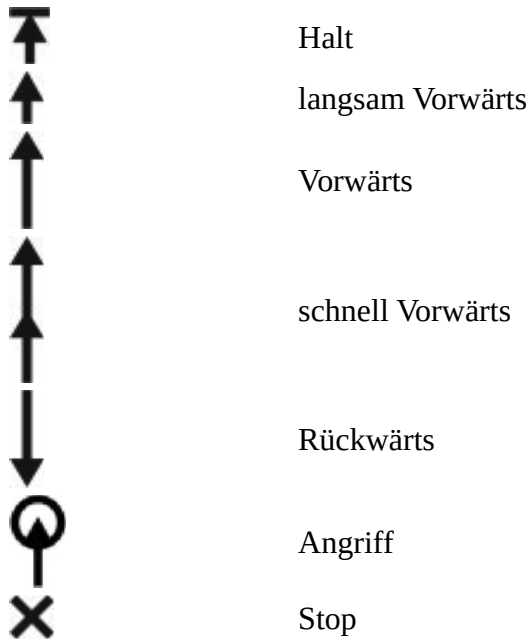 Halt
langsam Vorwärts
Vorwärts
schnell Vorwärts
Rückwärts
Angriff
Stop